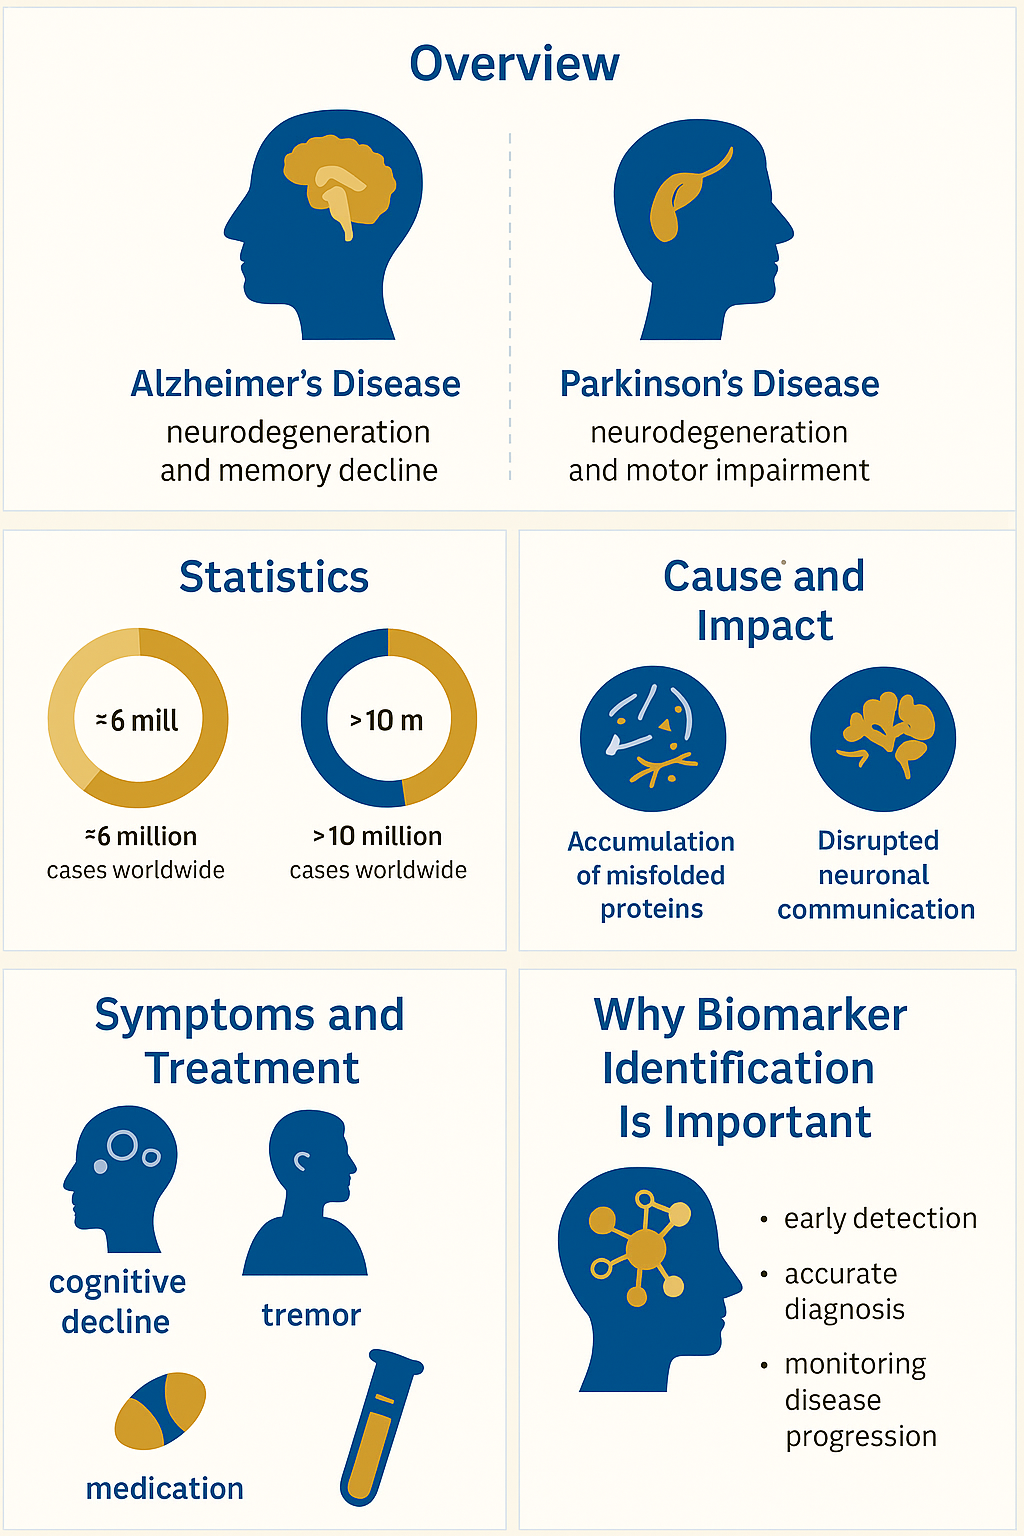 Overview
Alzheimer’s Disease
neurodegeneration
and memory decline
Parkinson’s Disease
neurodegeneration
and motor impairment
Statistics
≈6 mill
>10 m
≈6 million
cases worldwide
>10 million
cases worldwide
Cause and
Impact
Accumulation
of misfolded
proteins
Disrupted
neuronal
communication
Symptoms and
Treatment
cognitive
decline
tremor
medication
Why Biomarker
Identification
Is Important
• early detection
• accurate
diagnosis
• monitoring
disease
progression